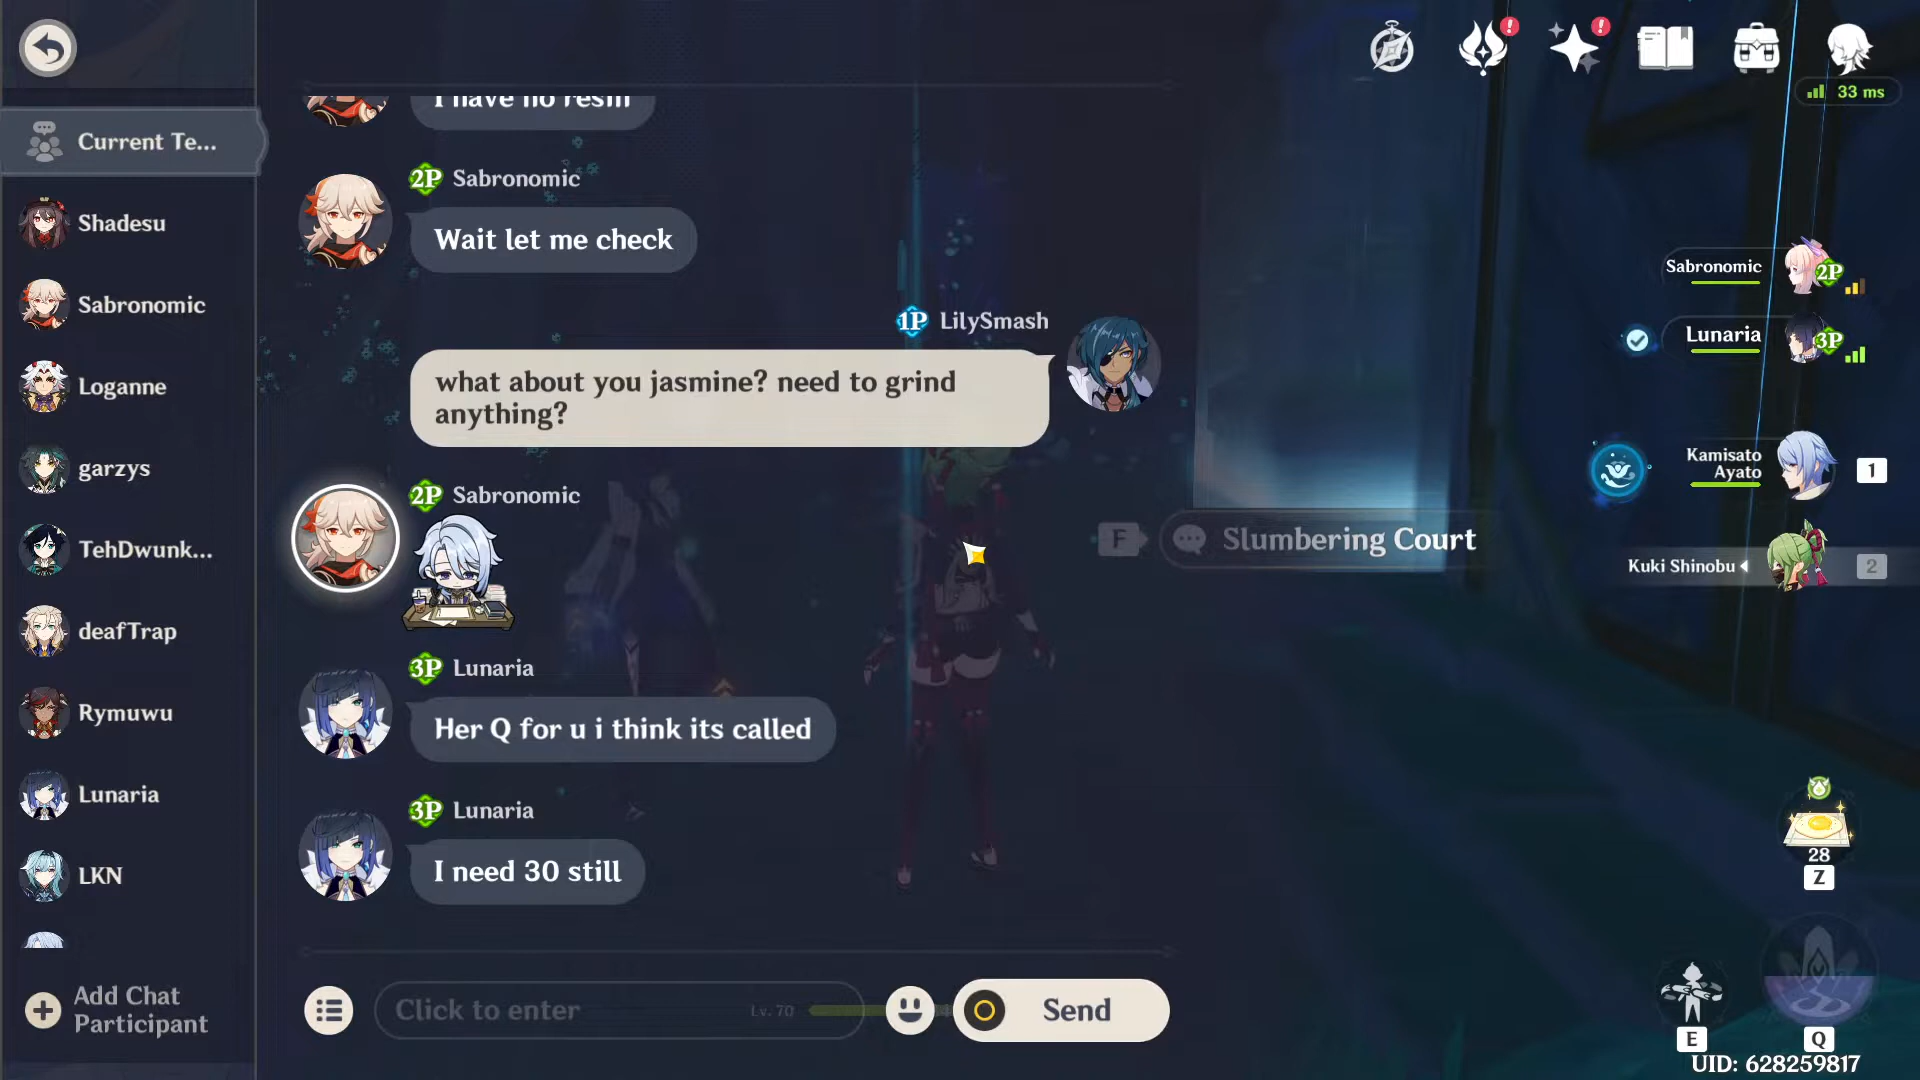 33 ms
Current Te...
Shadesu
Sabronomic
Loganne
garzys
TehDwunk...
deafTrap
Rymuwu
Lunaria
LKN
Add Chat
Participant
I have no resin
2P Sabronomic
Wait let me check
1P LilySmash
what about you jasmine? need to grind
anything?
2P Sabronomic
3P Lunaria
Her Q for u i think its called
3P Lunaria
I need 30 still
Click to enter
Lv. 70
Send
F
Slumbering Court
Sabronomic
2P
Lunaria
3P
Kamisato
Ayato
1
Kuki Shinobu
2
28
Z
E
Q
UID: 628259817